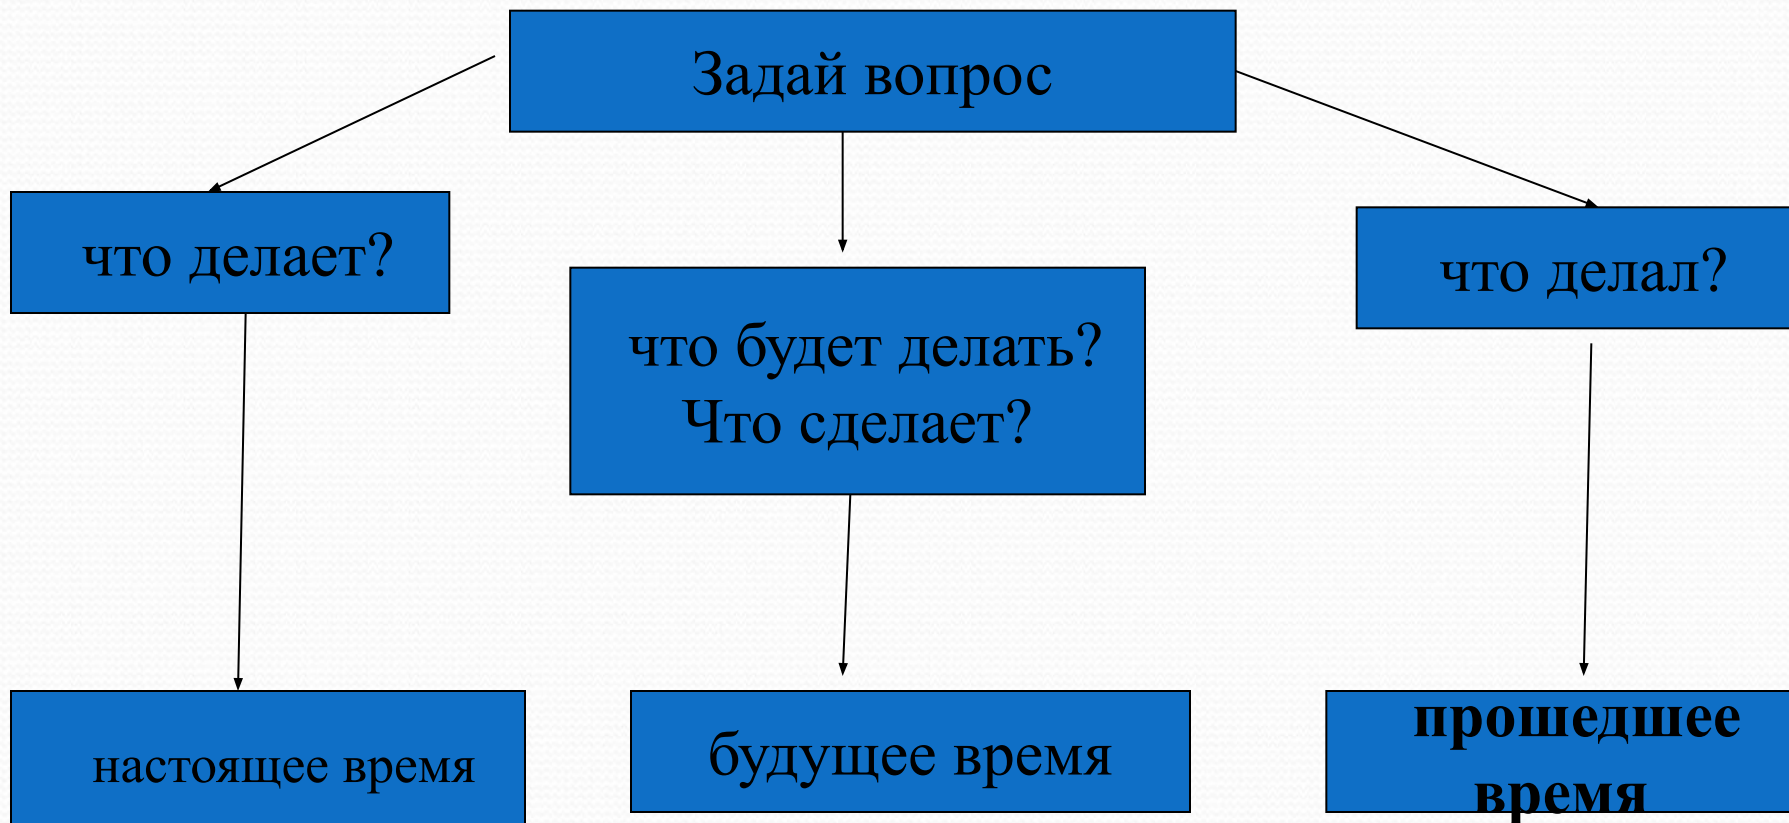 Задай вопрос
что делает?
что будет делать?
Что сделает?
что делал?
настоящее время
будущее время
прошедшее
время